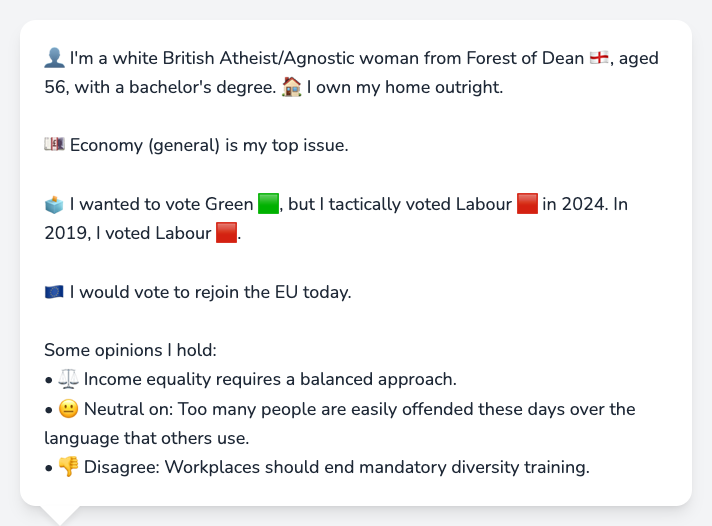 👤 I'm a white British Atheist/Agnostic woman from Forest of Dean 🏴󠁧󠁢󠁥󠁮󠁧󠁿, aged
56, with a bachelor's degree. 🏠 I own my home outright.
💷 Economy (general) is my top issue.
🗳️ I wanted to vote Green 🟩, but I tactically voted Labour 🟥 in 2024. In
2019, I voted Labour 🟥.
🇪🇺 I would vote to rejoin the EU today.
Some opinions I hold:
• ⚖️ Income equality requires a balanced approach.
• 😐 Neutral on: Too many people are easily offended these days over the
language that others use.
• 👎 Disagree: Workplaces should end mandatory diversity training.